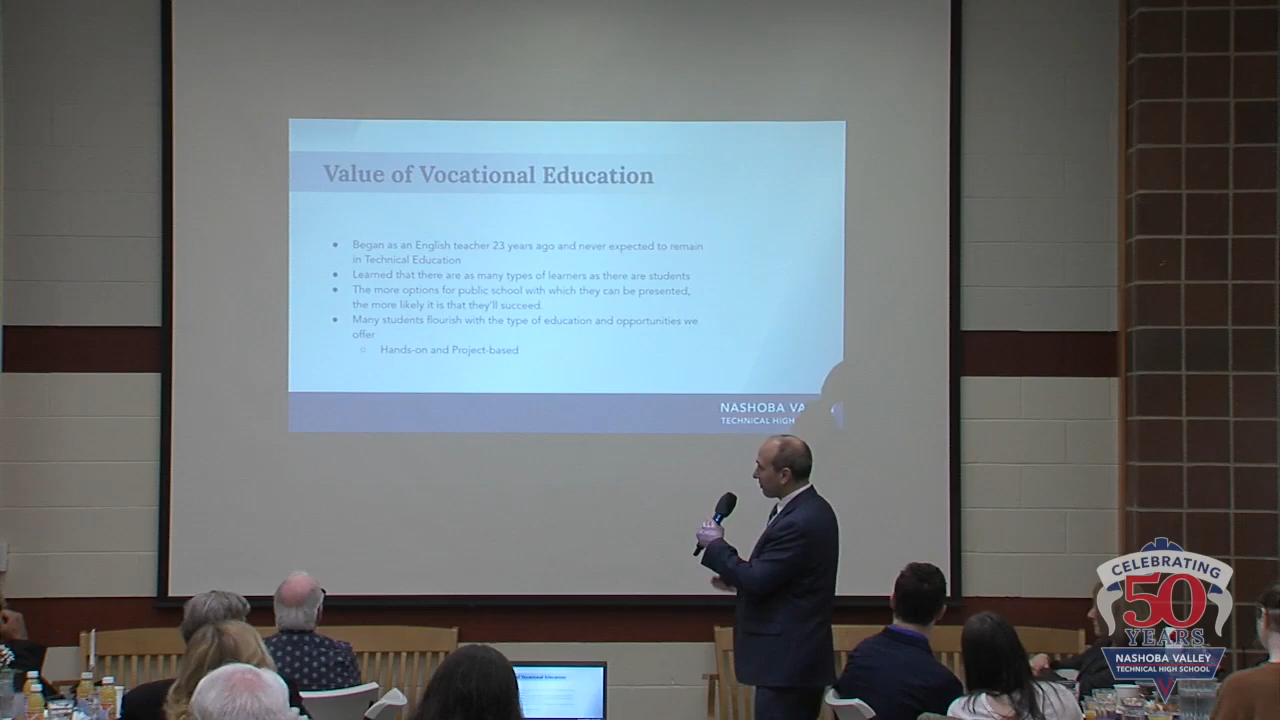 Value of Vocational Education
● Began as an English teacher 23 years ago and never expected to remain
in Technical Education
● Learned that there are as many types of learners as there are students
● The more options for public school with which they can be presented,
the more likely it is that they'll succeed.
● Many students flourish with the type of education and opportunities we
offer
○ Hands-on and Project-based
NASHOBA VA
TECHNICAL HIGH
CELEBRATING
50
YEARS
NASHOBA VALLEY
TECHNICAL HIGH SCHOOL